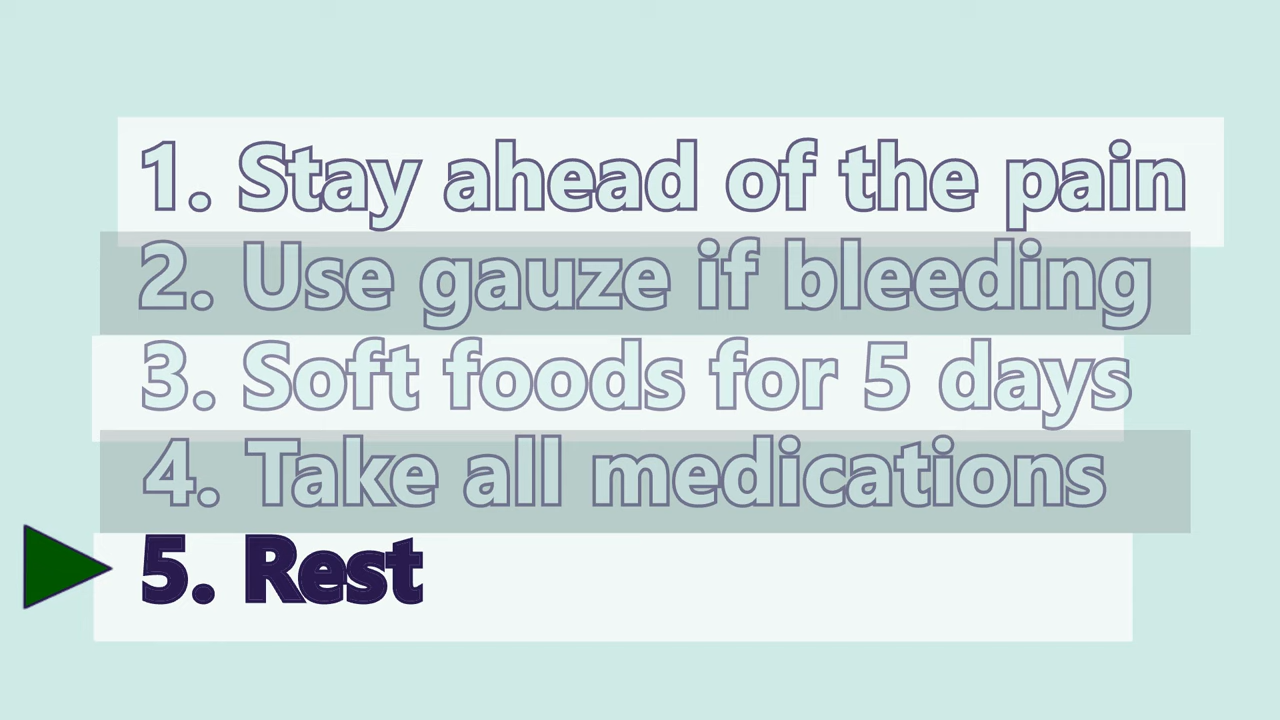 1. Stay ahead of the pain
2. Use gauze if bleeding
3. Soft foods for 5 days
4. Take all medications
5. Rest